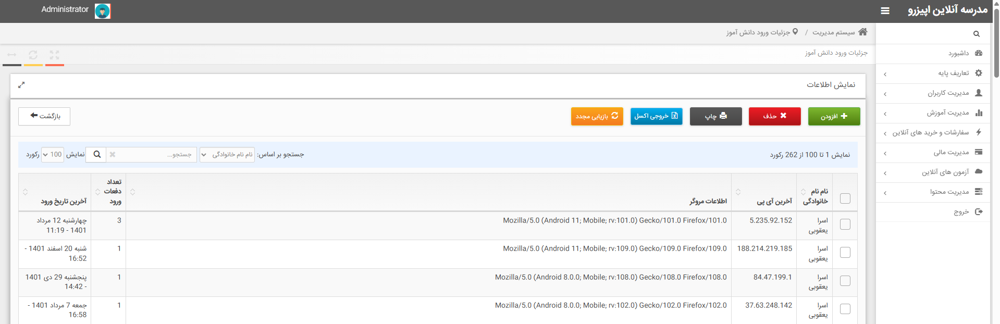 مدرسه آنلاین اپیزرو
Administrator
سیستم مدیریت / جزئیات ورود دانش آموز
جزئیات ورود دانش آموز
داشبورد
تعاریف پایه
مدیریت کاربران
مدیریت آموزش
سفارشات و خرید های آنلاین
مدیریت مالی
آزمون های آنلاین
مدیریت محتوا
خروج
نمایش اطلاعات
افزودن
حذف
چاپ
خروجی اکسل
بازیابی مجدد
بازگشت
نمایش 1 تا 100 از 262 رکورد
جستجو بر اساس: نام نام خانوادگی جستجو... نمایش 100 رکورد
نام نام خانوادگی
آخرین آی پی
اطلاعات مرورگر
تعداد دفعات ورود
آخرین تاریخ ورود
اسرا یعقوبی
5.235.92.152
Mozilla/5.0 (Android 11; Mobile; rv:101.0) Gecko/101.0 Firefox/101.0
3
چهارشنبه 12 مرداد 1401 - 11:19
اسرا یعقوبی
188.214.219.185
Mozilla/5.0 (Android 11; Mobile; rv:109.0) Gecko/109.0 Firefox/109.0
1
شنبه 20 اسفند 1401 - 16:52
اسرا یعقوبی
84.47.199.1
Mozilla/5.0 (Android 8.0.0; Mobile; rv:108.0) Gecko/108.0 Firefox/108.0
1
پنجشنبه 29 دی 1401 - 14:42
اسرا یعقوبی
37.63.248.142
Mozilla/5.0 (Android 8.0.0; Mobile; rv:102.0) Gecko/102.0 Firefox/102.0
1
جمعه 7 مرداد 1401 - 16:58